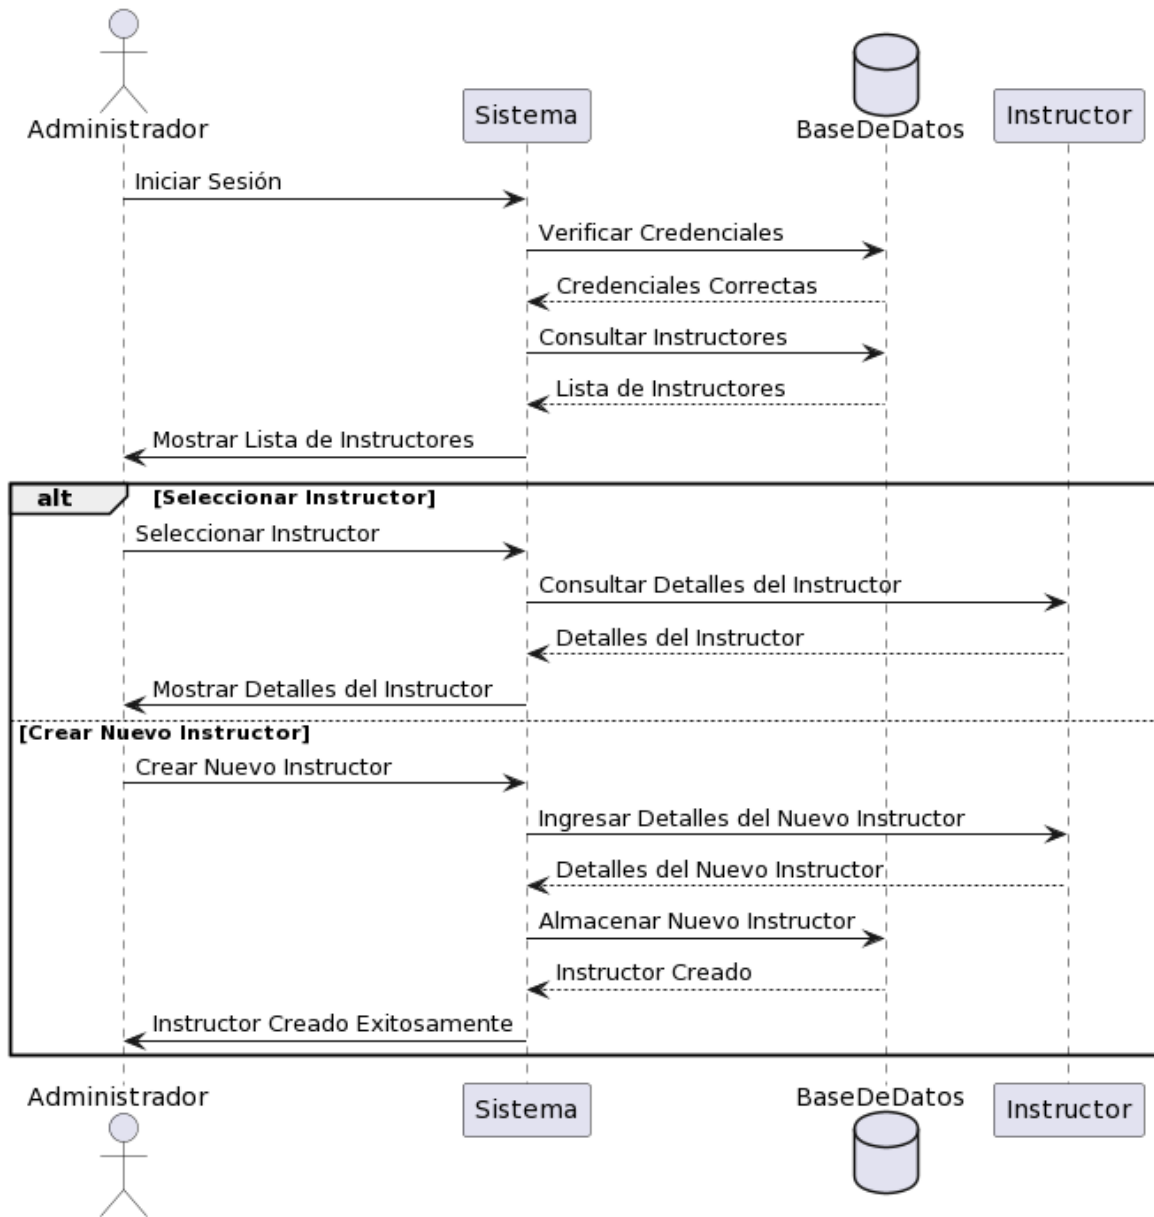 Administrador
Sistema
BaseDeDatos
Instructor
Iniciar Sesión
Verificar Credenciales
Credenciales Correctas
Consultar Instructores
Lista de Instructores
Mostrar Lista de Instructores
alt [Seleccionar Instructor]
Seleccionar Instructor
Consultar Detalles del Instructor
Detalles del Instructor
Mostrar Detalles del Instructor
[Crear Nuevo Instructor]
Crear Nuevo Instructor
Ingresar Detalles del Nuevo Instructor
Detalles del Nuevo Instructor
Almacenar Nuevo Instructor
Instructor Creado
Instructor Creado Exitosamente
Administrador
Sistema
BaseDeDatos
Instructor